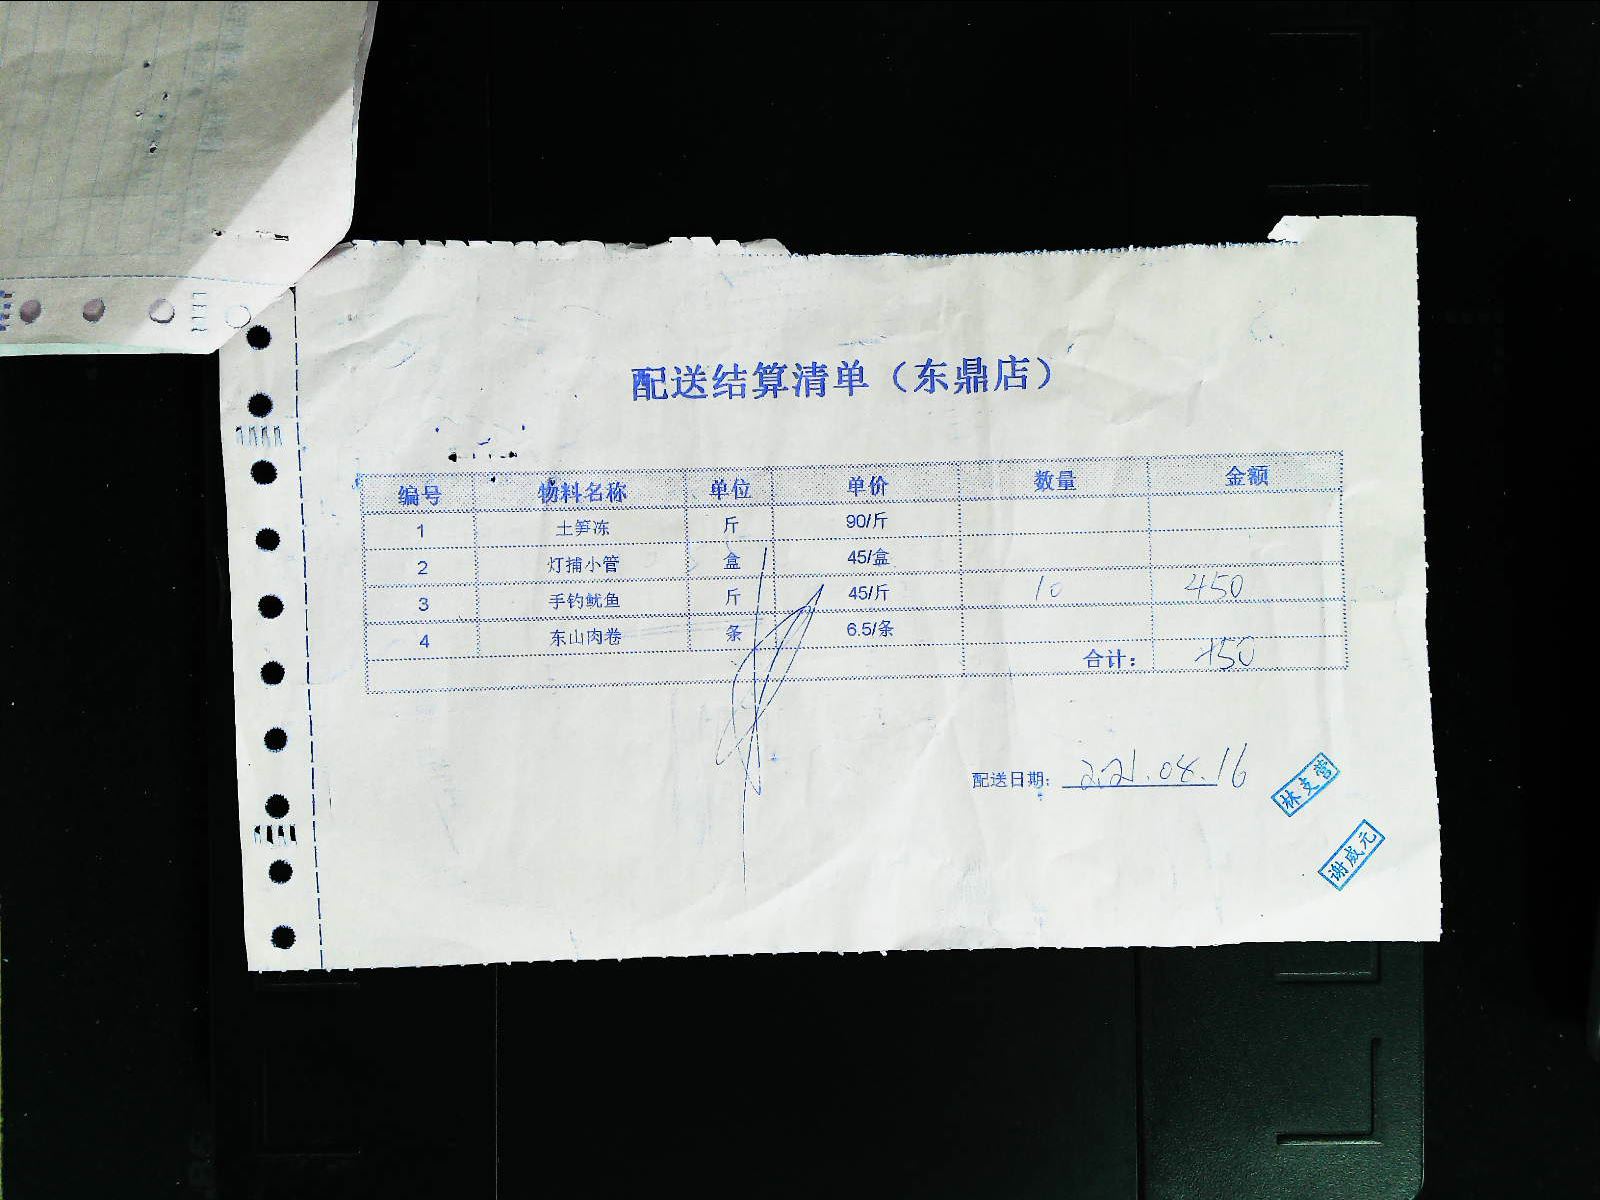 配送结算清单（东鼎店）
编号 物料名称 单位 单价 数量 金额
1 土笋冻 斤 90/斤
2 灯捕小管 盒 45/盒
3 手钓鱿鱼 斤 45/斤 10 450
4 东山肉卷 条 6.5/条
合计： 450
配送日期： 2021.04.16
林支营
谢威元